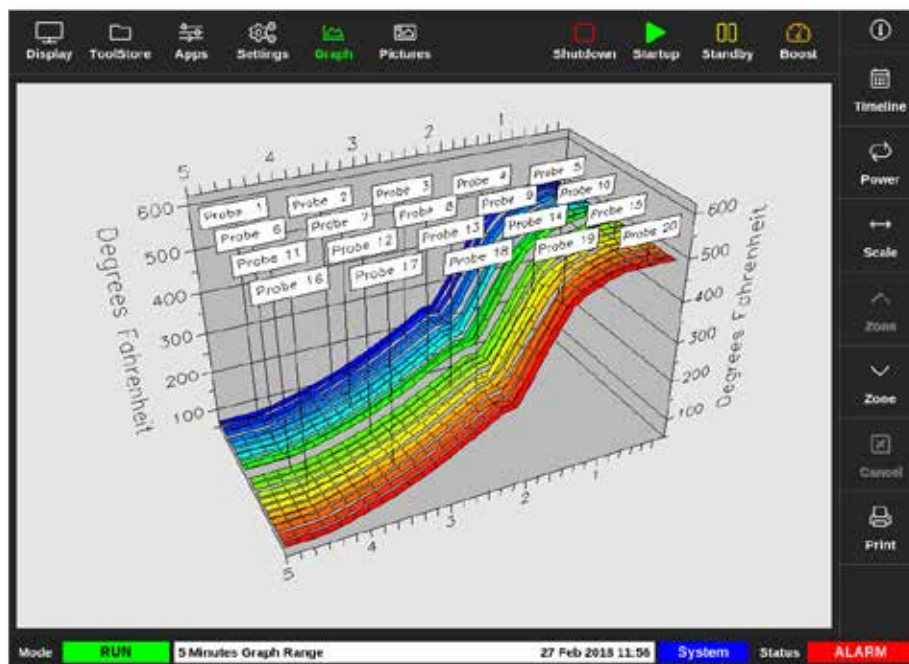 Display ToolStore Apps Settings Graph Pictures Shutdown Startup Standby Boost
Timeline
Power
Scale
Zone
Zone
Cancel
Print
5 4 3 2 1
Probe 1 Probe 2 Probe 3 Probe 4 Probe 5
Probe 6 Probe 7 Probe 8 Probe 9 Probe 10
Probe 11 Probe 12 Probe 13 Probe 14 Probe 15
Probe 16 Probe 17 Probe 18 Probe 19 Probe 20
Degrees Fahrenheit
600
500
400
300
200
100
600
500
400
300
200
100
Degrees Fahrenheit
5 4 3 2 1
Mode RUN 5 Minutes Graph Range 27 Feb 2018 11:56 System Status ALARM